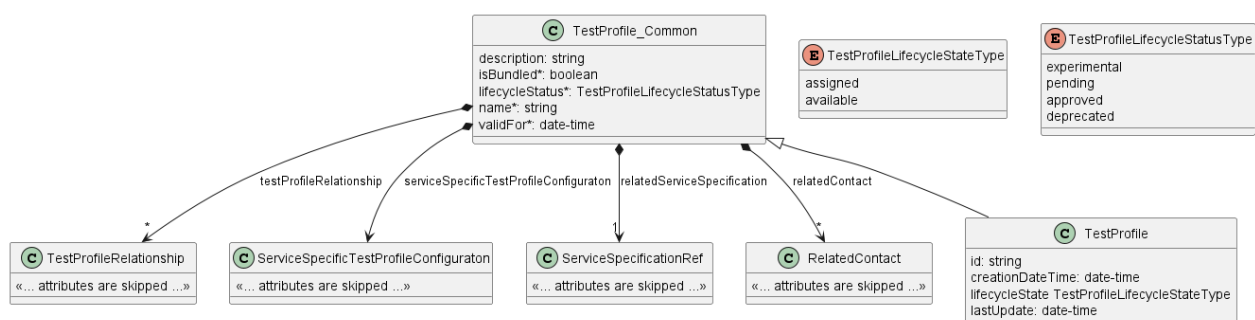 C TestProfile_Common
description: string
isBundled*: boolean
lifecycleStatus*: TestProfileLifecycleStatusType
name*: string
validFor*: date-time
E TestProfileLifecycleStateType
assigned
available
E TestProfileLifecycleStatusType
experimental
pending
approved
deprecated
testProfileRelationship
serviceSpecificTestProfileConfiguraton
relatedServiceSpecification
relatedContact
*
1
*
C TestProfileRelationship
«... attributes are skipped ...»
C ServiceSpecificTestProfileConfiguraton
«... attributes are skipped ...»
C ServiceSpecificationRef
«... attributes are skipped ...»
C RelatedContact
«... attributes are skipped ...»
C TestProfile
id: string
creationDateTime: date-time
lifecycleState TestProfileLifecycleStateType
lastUpdate: date-time